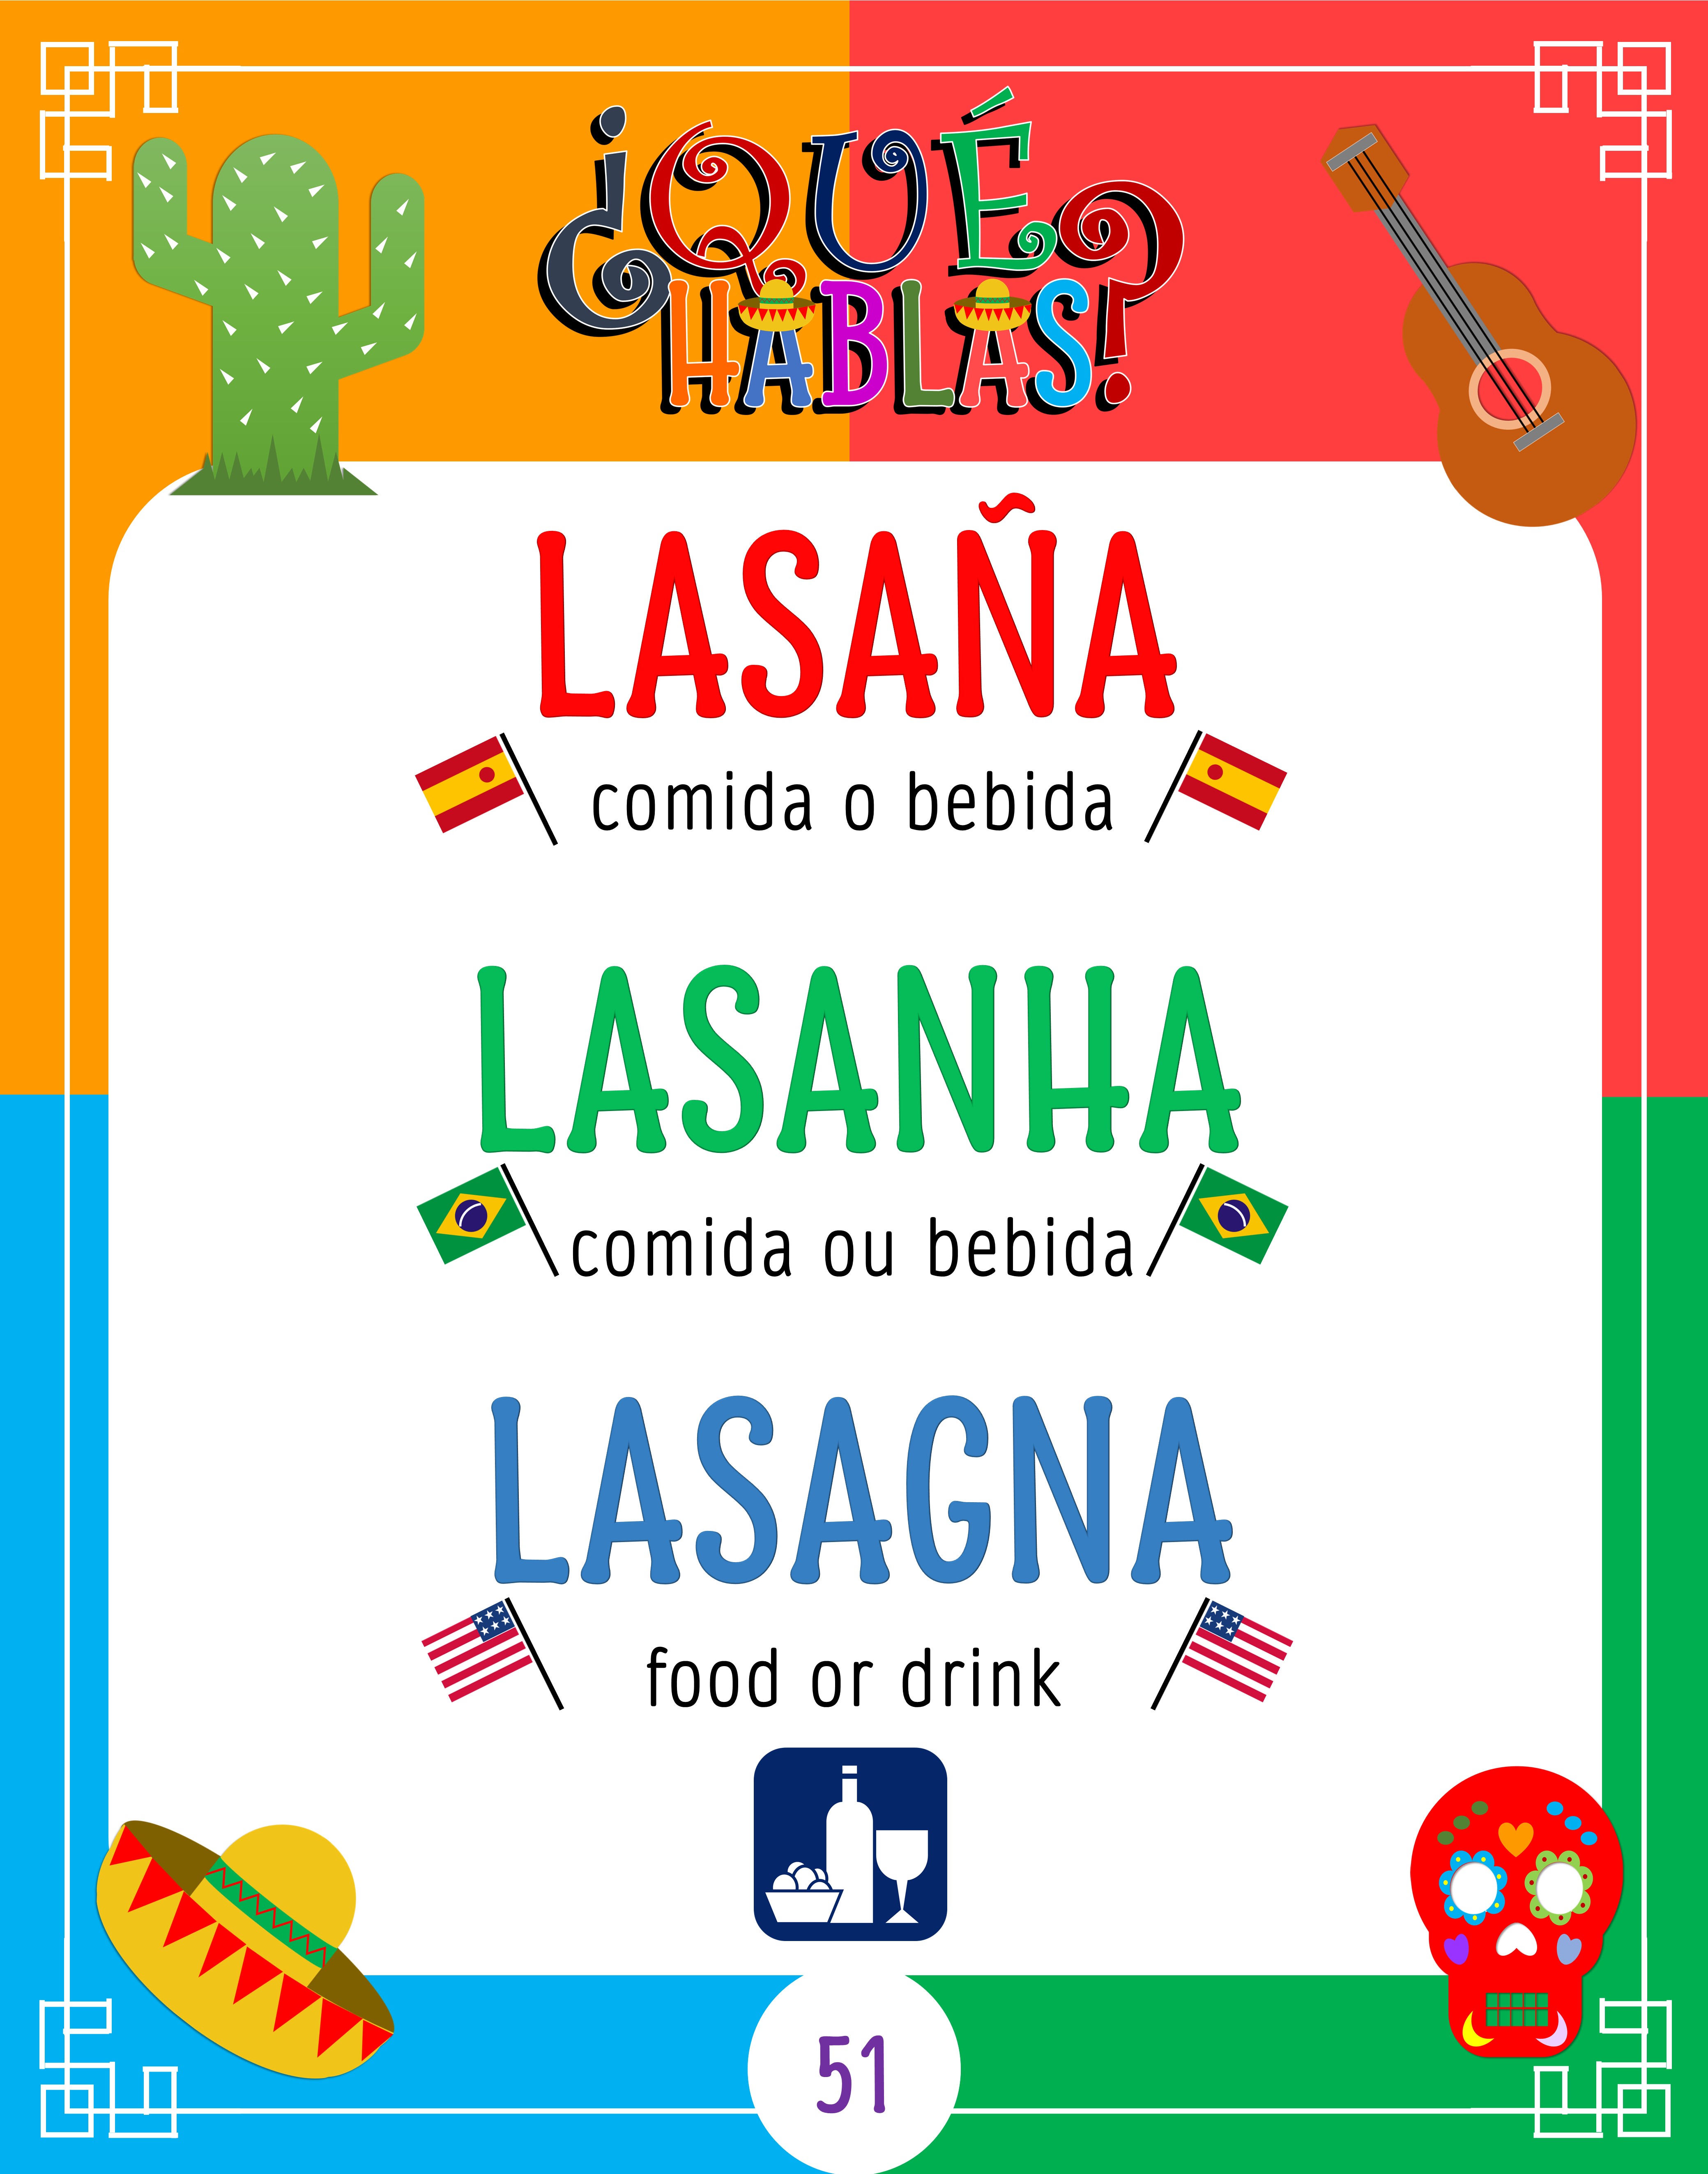 ¿QUÉ?
HABLAS!
LASAÑA
comida o bebida
LASANHA
comida ou bebida
LASAGNA
food or drink
51